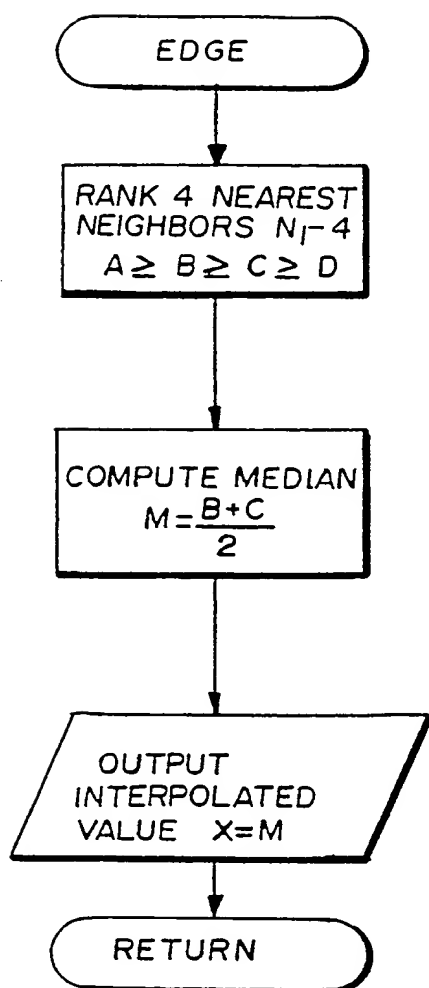 EDGE
RANK 4 NEAREST
NEIGHBORS N₁-4
A ≥ B ≥ C ≥ D
COMPUTE MEDIAN
M=B+C/2
OUTPUT
INTERPOLATED
VALUE X=M
RETURN